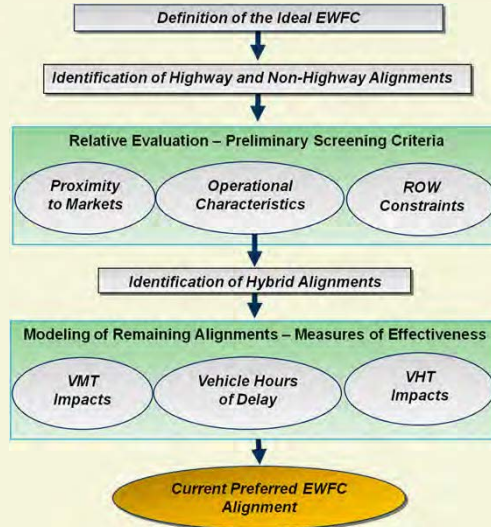 Definition of the Ideal EWFC
Identification of Highway and Non-Highway Alignments
Relative Evaluation – Preliminary Screening Criteria
Proximity
to Markets
Operational
Characteristics
ROW
Constraints
Identification of Hybrid Alignments
Modeling of Remaining Alignments – Measures of Effectiveness
VMT
Impacts
Vehicle Hours
of Delay
VHT
Impacts
Current Preferred EWFC
Alignment